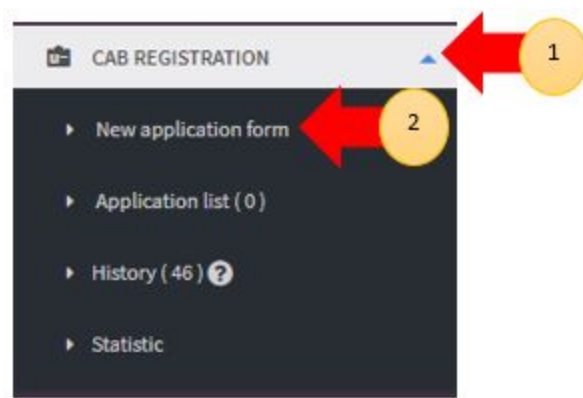 CAB REGISTRATION
1
New application form
2
Application list ( 0 )
History ( 46 ) ?
Statistic